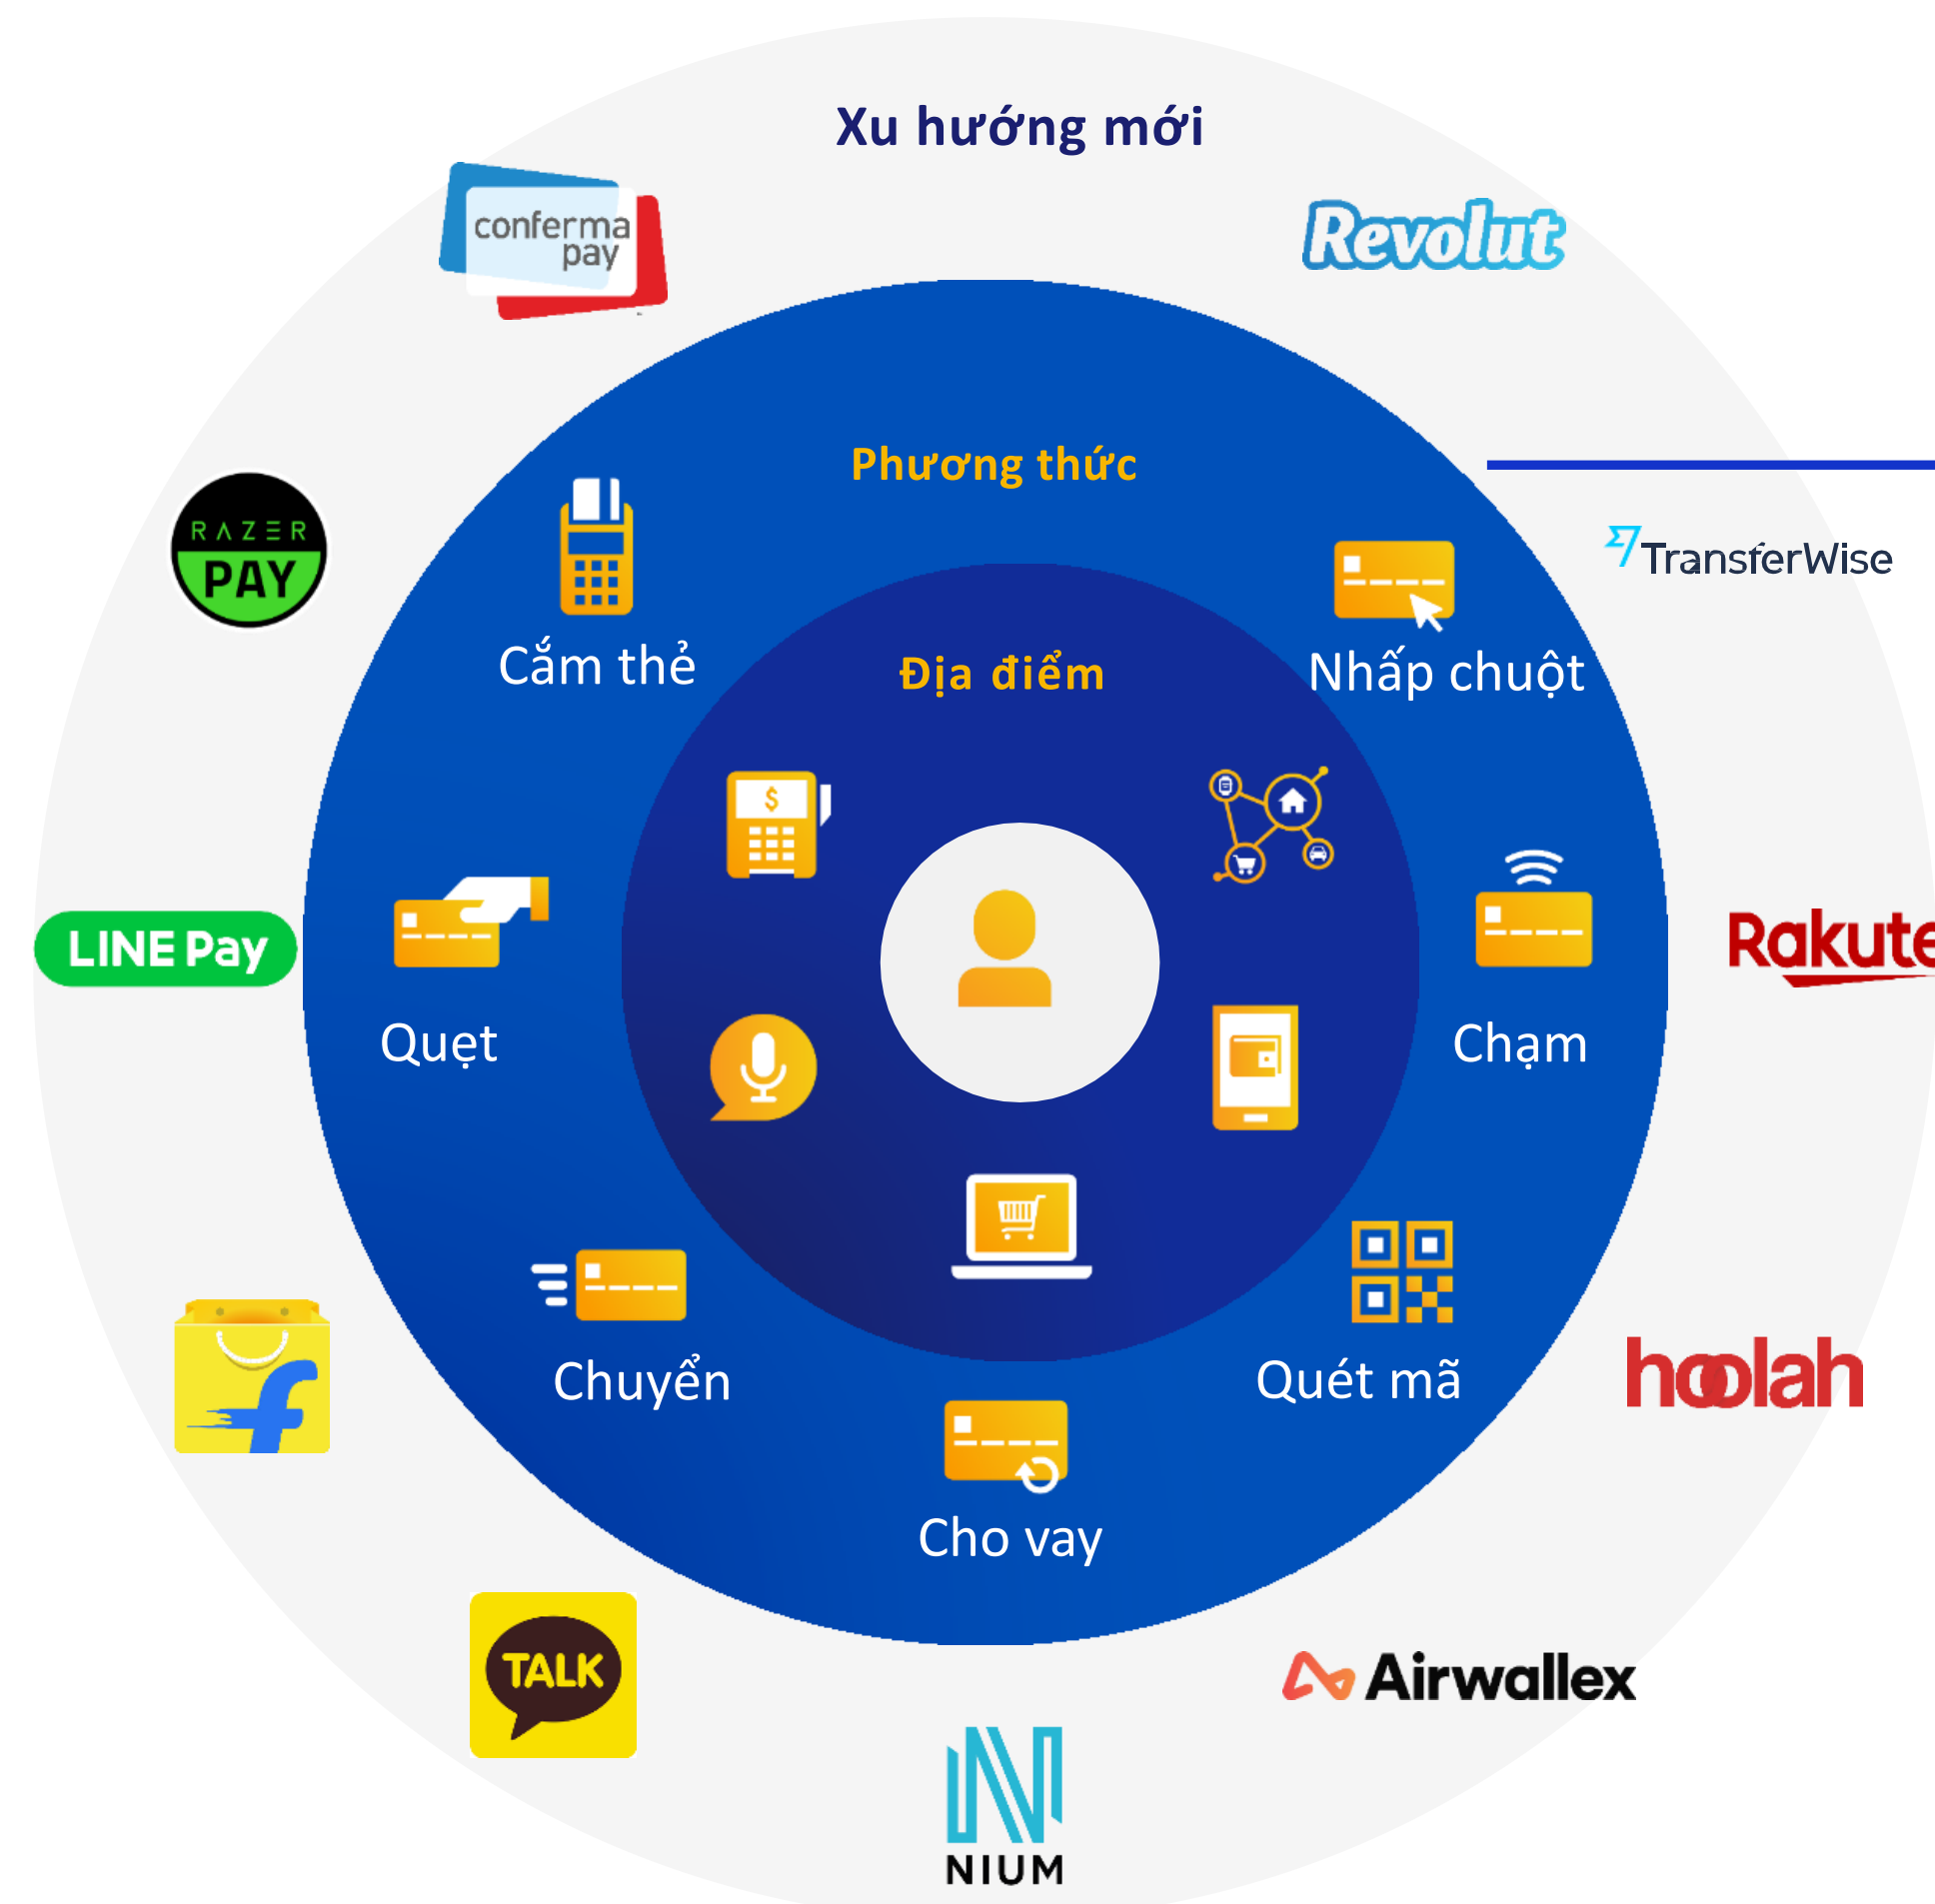 Xu hướng mới
conferma
pay
Revolut
Phương thức
RAZER
PAY
TransferWise
Cắm thẻ
Địa điểm
Nhấp chuột
$
LINE Pay
Rakute
Quẹt
Chạm
f
Chuyển
Quét mã
hoolah
Cho vay
TALK
Airwallex
NIUM